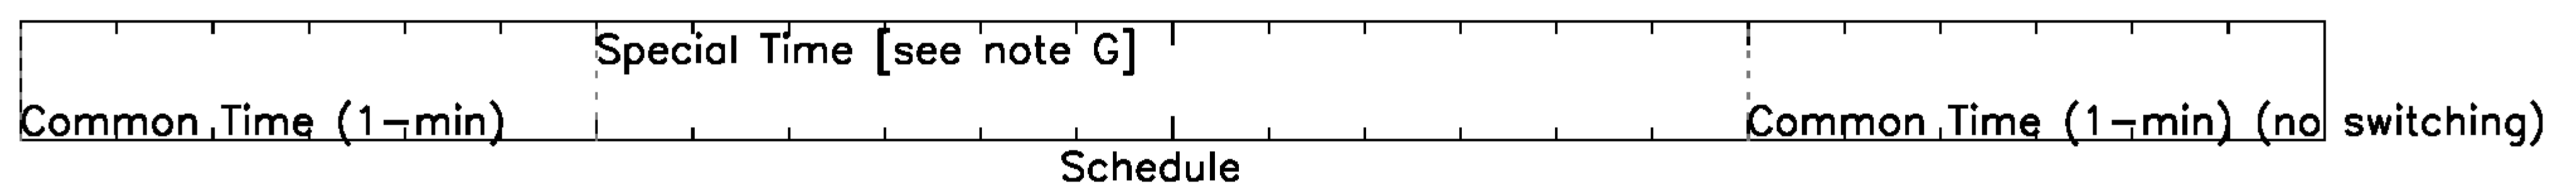 Special Time [see note G]
Common Time (1-min)
Common Time (1-min) (no switching)
Schedule